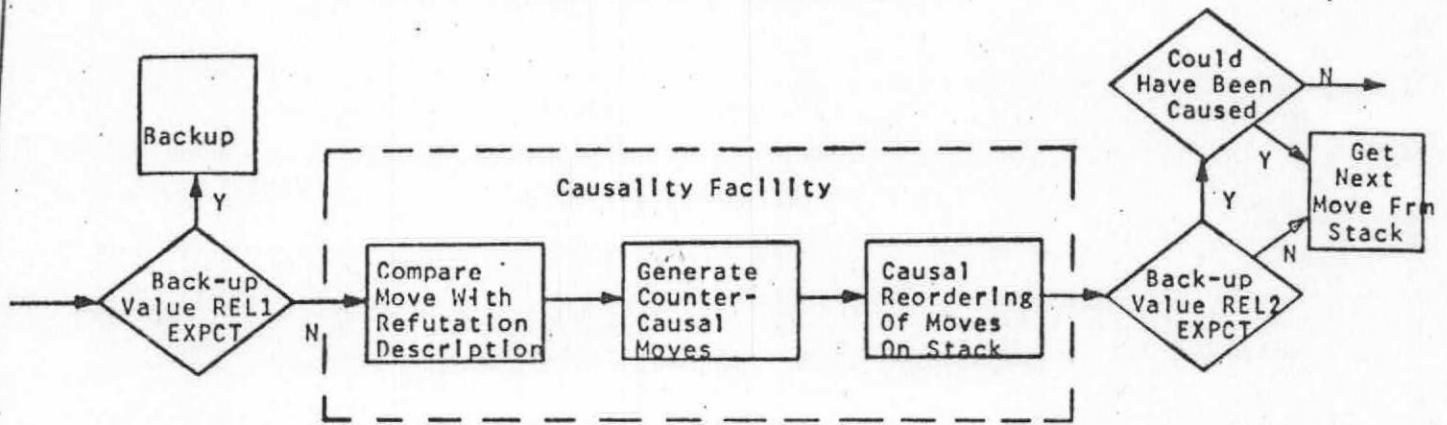 Backup
Y
Back-up
Value REL1
EXPCT
N
Causality Facility
Compare
Move With
Refutation
Description
Generate
Counter-
Causal
Moves
Causal
Reordering
Of Moves
On Stack
Back-up
Value REL2
EXPCT
Y
N
Could
Have Been
Caused
N
Y
Get
Next
Move Frm
Stack